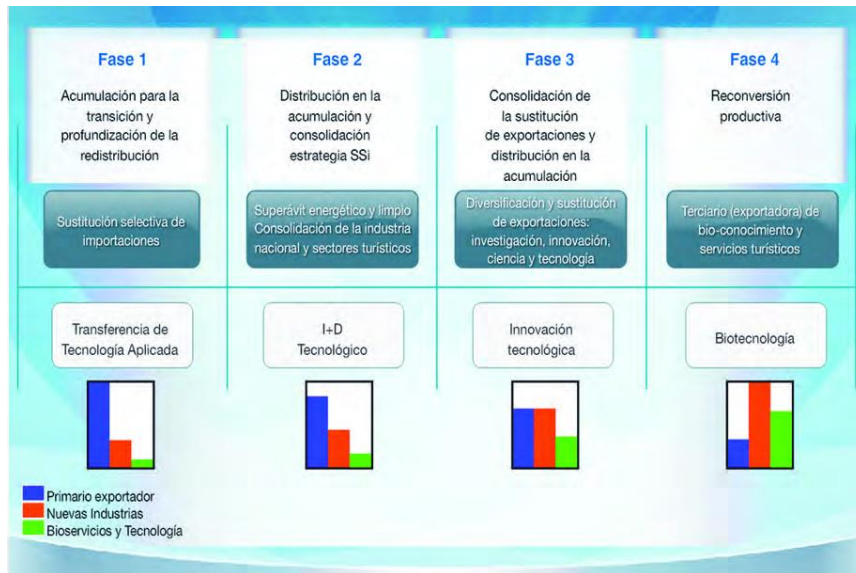 Fase 1
Acumulación para la
transición y
profundización de la
redistribución
Sustitución selectiva de
importaciones
Transferencia de
Tecnología Aplicada
Fase 2
Distribución en la
acumulación y
consolidación
estrategia SSi
Superávit energético y limpio
Consolidación de la industria
nacional y sectores turísticos
I+D
Tecnológico
Fase 3
Consolidación de
la sustitución
de exportaciones y
distribución en la
acumulación
Diversificación y sustitución
de exportaciones:
investigación, innovación,
ciencia y tecnología
Innovación
tecnológica
Fase 4
Reconversión
productiva
Terciario (exportadora) de
bio-conocimiento y
servicios turísticos
Biotecnología
Primario exportador
Nuevas Industrias
Bioservicios y Tecnología